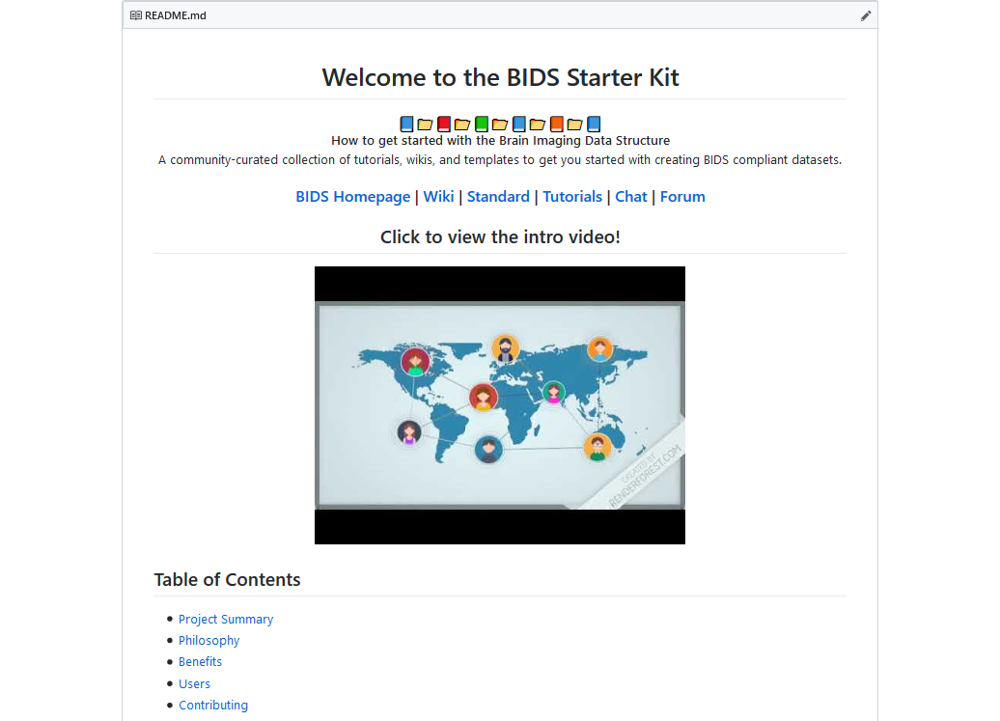 README.md
Welcome to the BIDS Starter Kit
How to get started with the Brain Imaging Data Structure
A community-curated collection of tutorials, wikis, and templates to get you started with creating BIDS compliant datasets.
BIDS Homepage | Wiki | Standard | Tutorials | Chat | Forum
Click to view the intro video!
CREATED BY
RENDERFOREST.COM
Table of Contents
Project Summary
Philosophy
Benefits
Users
Contributing